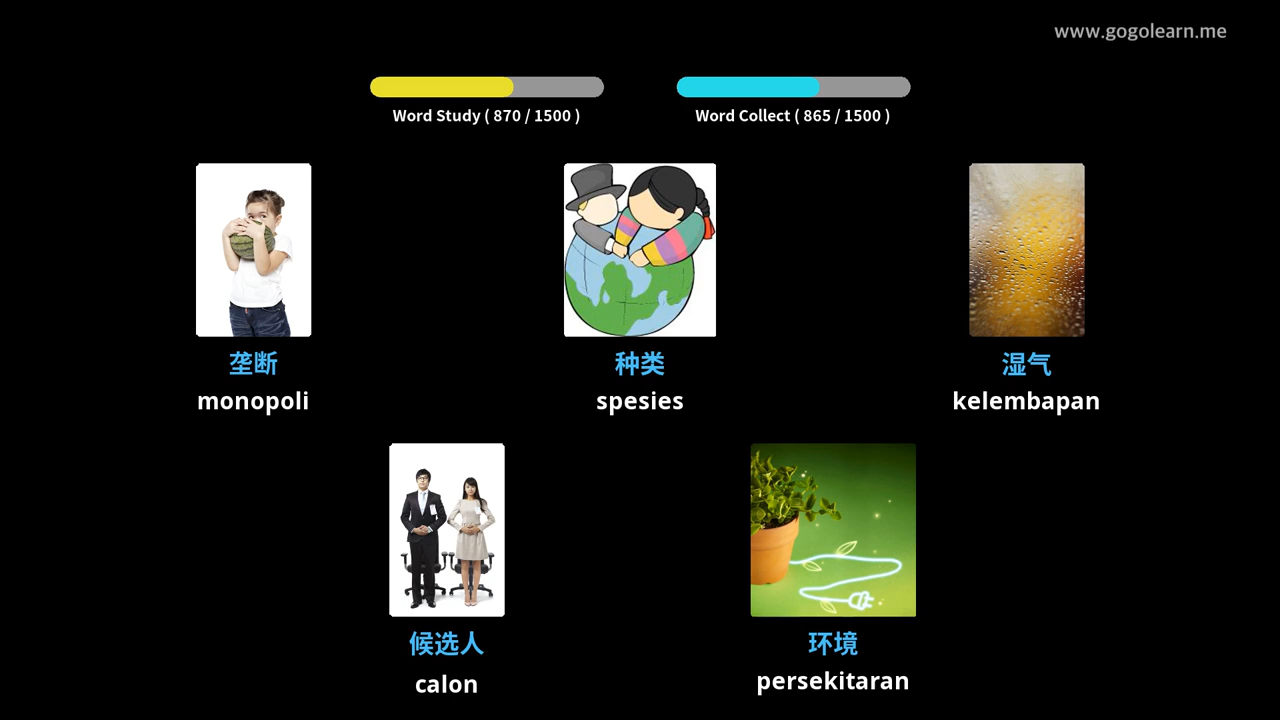 www.gogolearn.me
Word Study ( 870 / 1500 )
Word Collect ( 865 / 1500 )
垄断
monopoli
种类
spesies
湿气
kelembapan
候选人
calon
环境
persekitaran